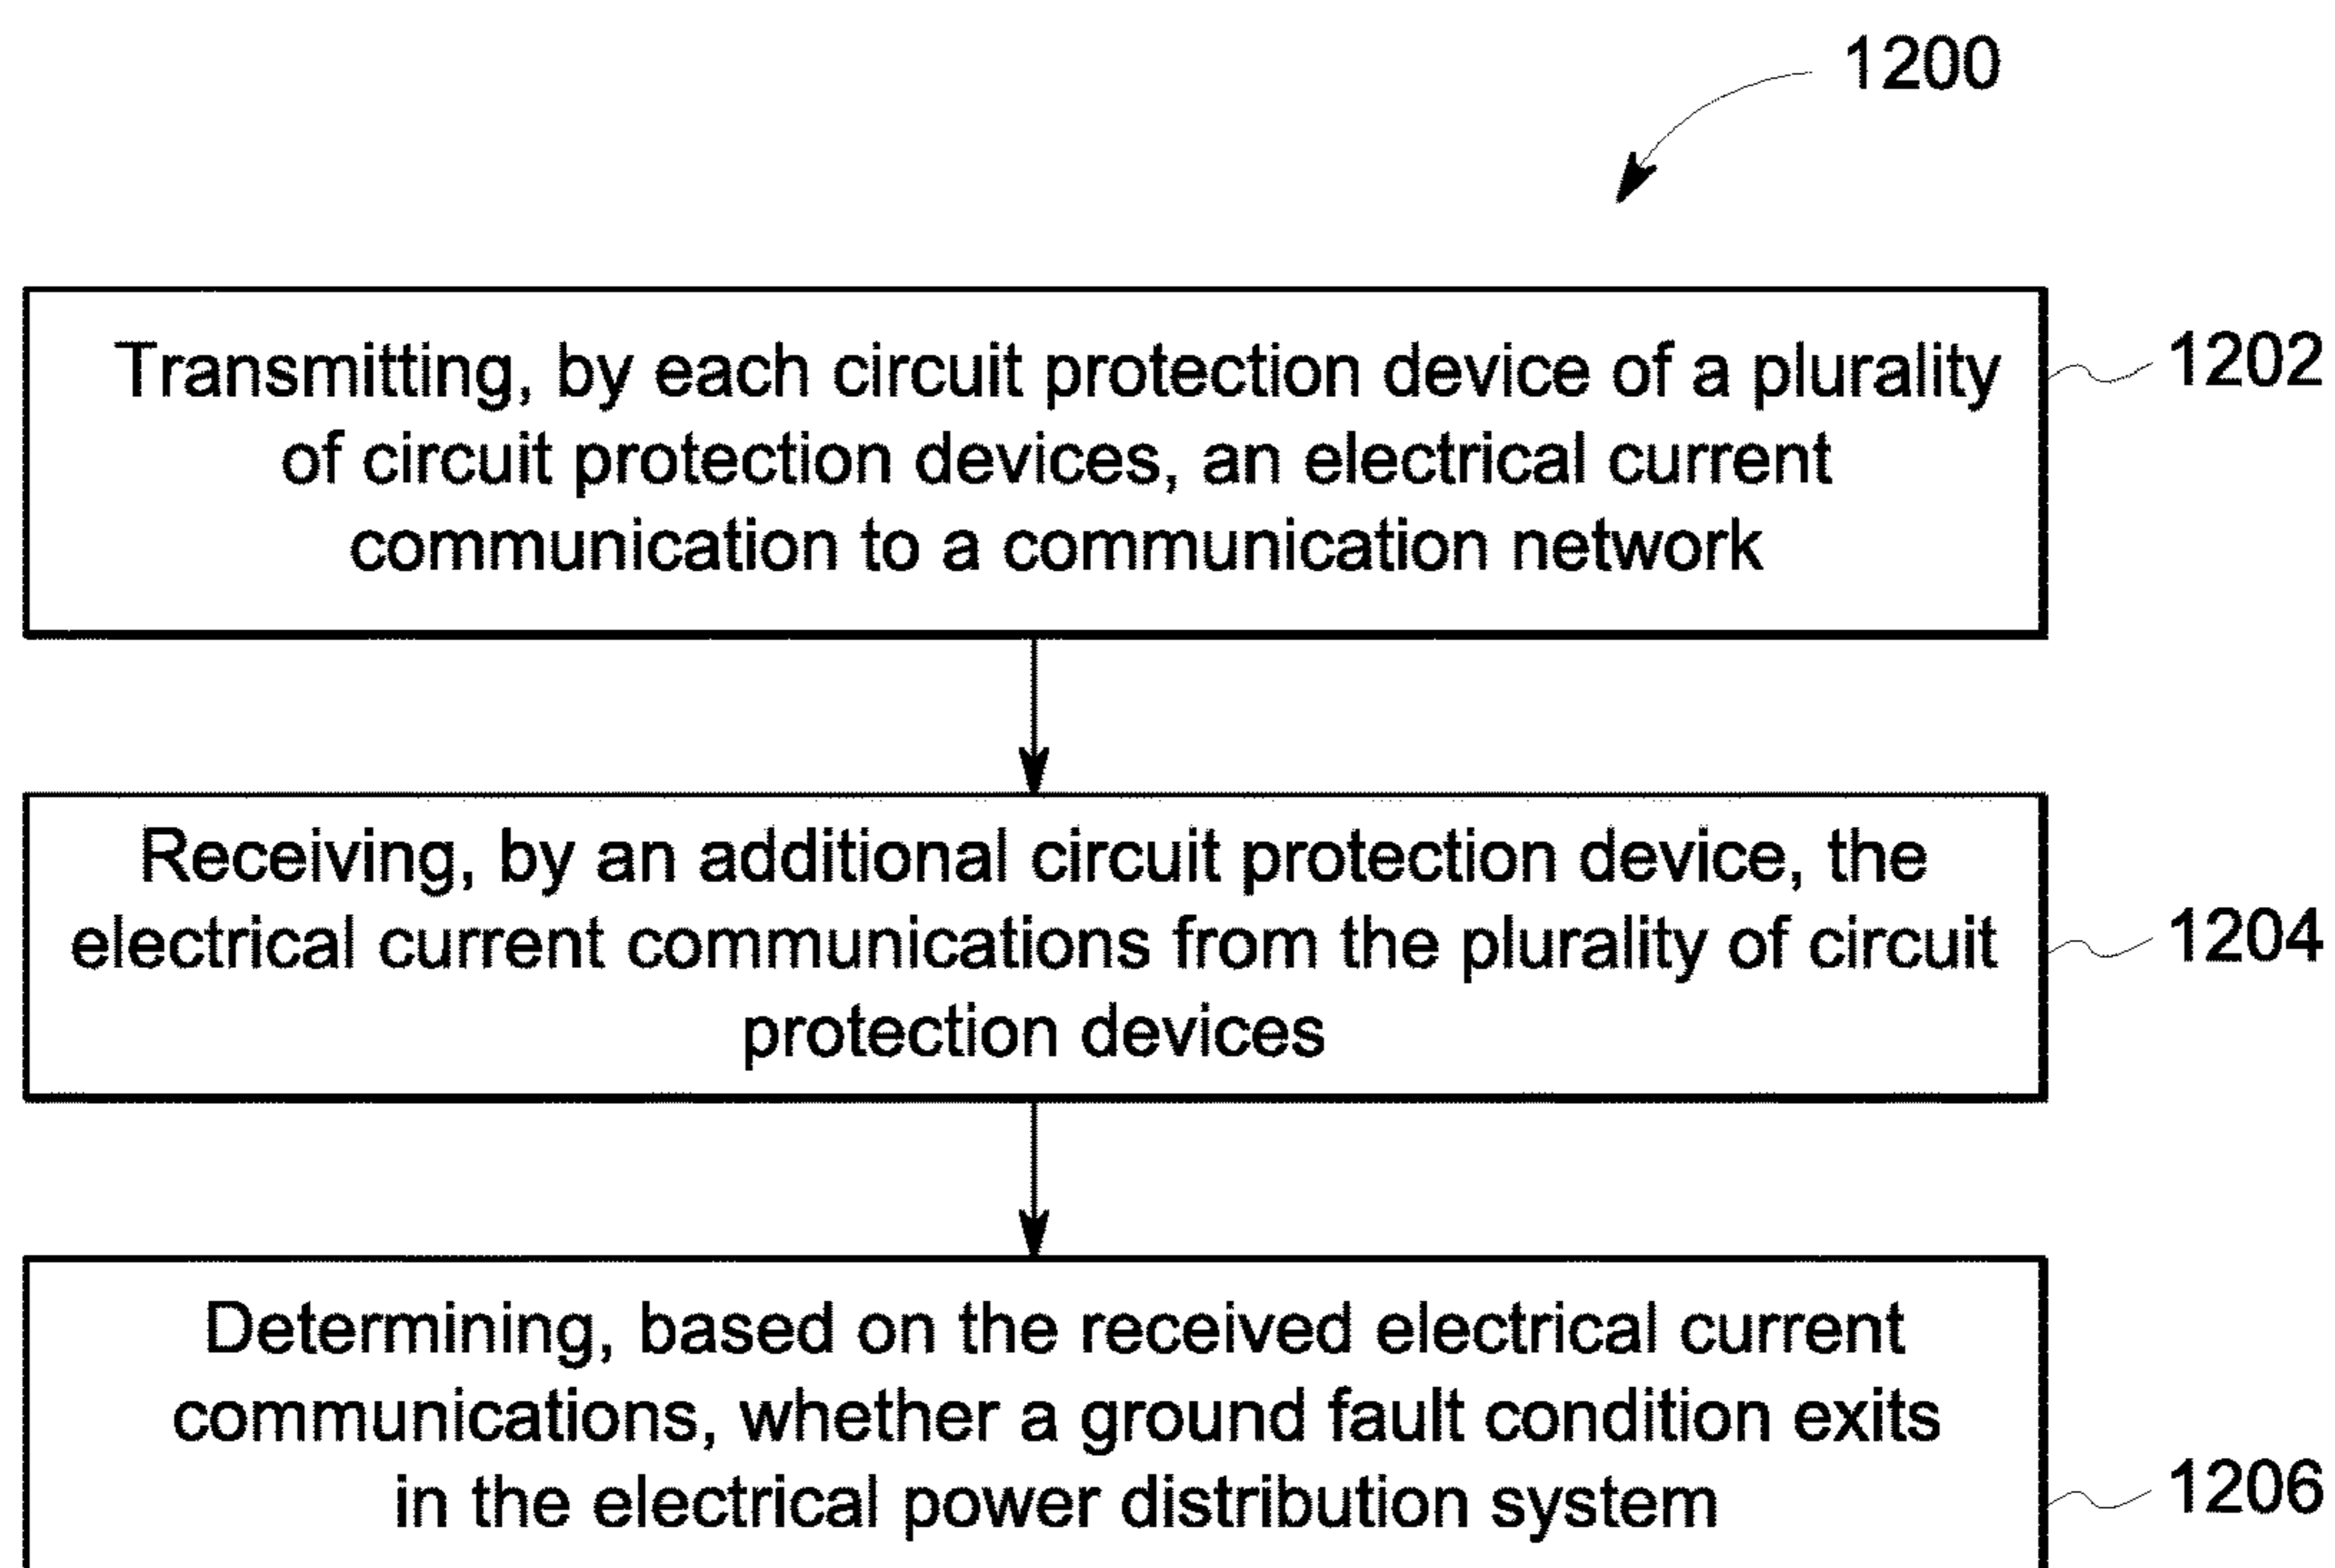 1200
Transmitting, by each circuit protection device of a plurality
of circuit protection devices, an electrical current
communication to a communication network
1202
Receiving, by an additional circuit protection device, the
electrical current communications from the plurality of circuit
protection devices
1204
Determining, based on the received electrical current
communications, whether a ground fault condition exits
in the electrical power distribution system
1206